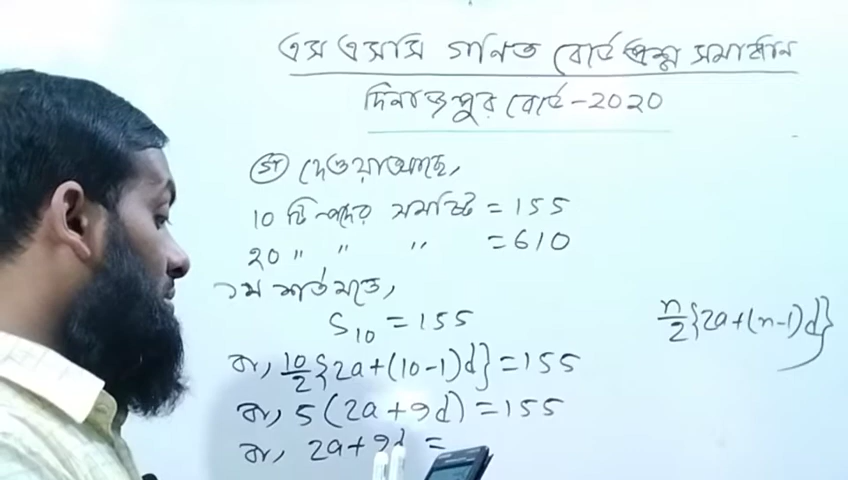 এস এসসি গনিত বোর্ড প্রশ্ন সমাধান
দিনাজপুর বোর্ড-2020
গ দেওয়াআছে,
10 টি পদের সমষ্টি = 155
20 " " " = 610
১ম শর্তমতে,
S₁₀ = 155
বা, 10/2{2a+(10-1)d} = 155
n/2{2a+(n-1)d}
বা, 5(2a+9d) = 155
বা, 2a+9d =